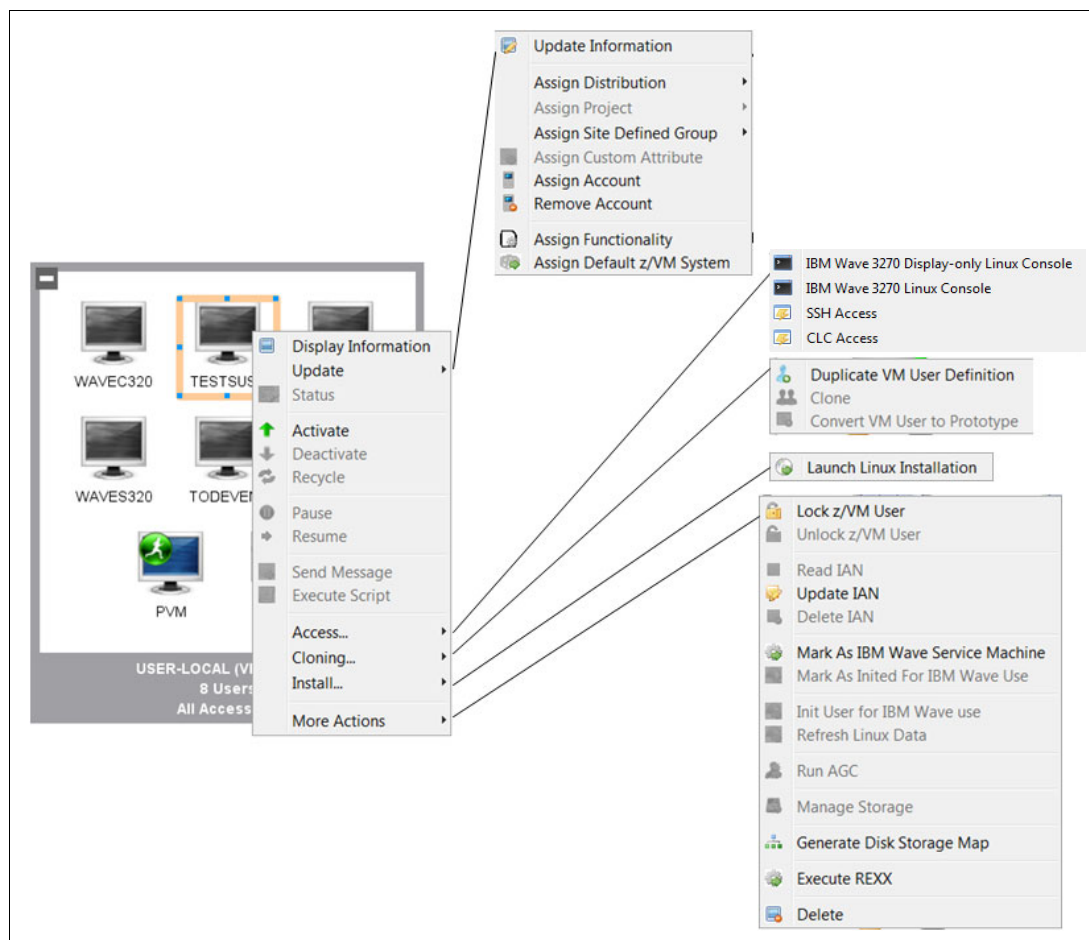 Update Information
Assign Distribution
Assign Project
Assign Site Defined Group
Assign Custom Attribute
Assign Account
Remove Account
Assign Functionality
Assign Default z/VM System
WAVEC320
TESTSUS
WAVES320
TODEVE
PVM
USER-LOCAL
8 Users
All Access
Display Information
Update
Status
Activate
Deactivate
Recycle
Pause
Resume
Send Message
Execute Script
Access...
Cloning...
Install...
More Actions
IBM Wave 3270 Display-only Linux Console
IBM Wave 3270 Linux Console
SSH Access
CLC Access
Duplicate VM User Definition
Clone
Convert VM User to Prototype
Launch Linux Installation
Lock z/VM User
Unlock z/VM User
Read IAN
Update IAN
Delete IAN
Mark As IBM Wave Service Machine
Mark As Inited For IBM Wave Use
Init User for IBM Wave use
Refresh Linux Data
Run AGC
Manage Storage
Generate Disk Storage Map
Execute REXX
Delete